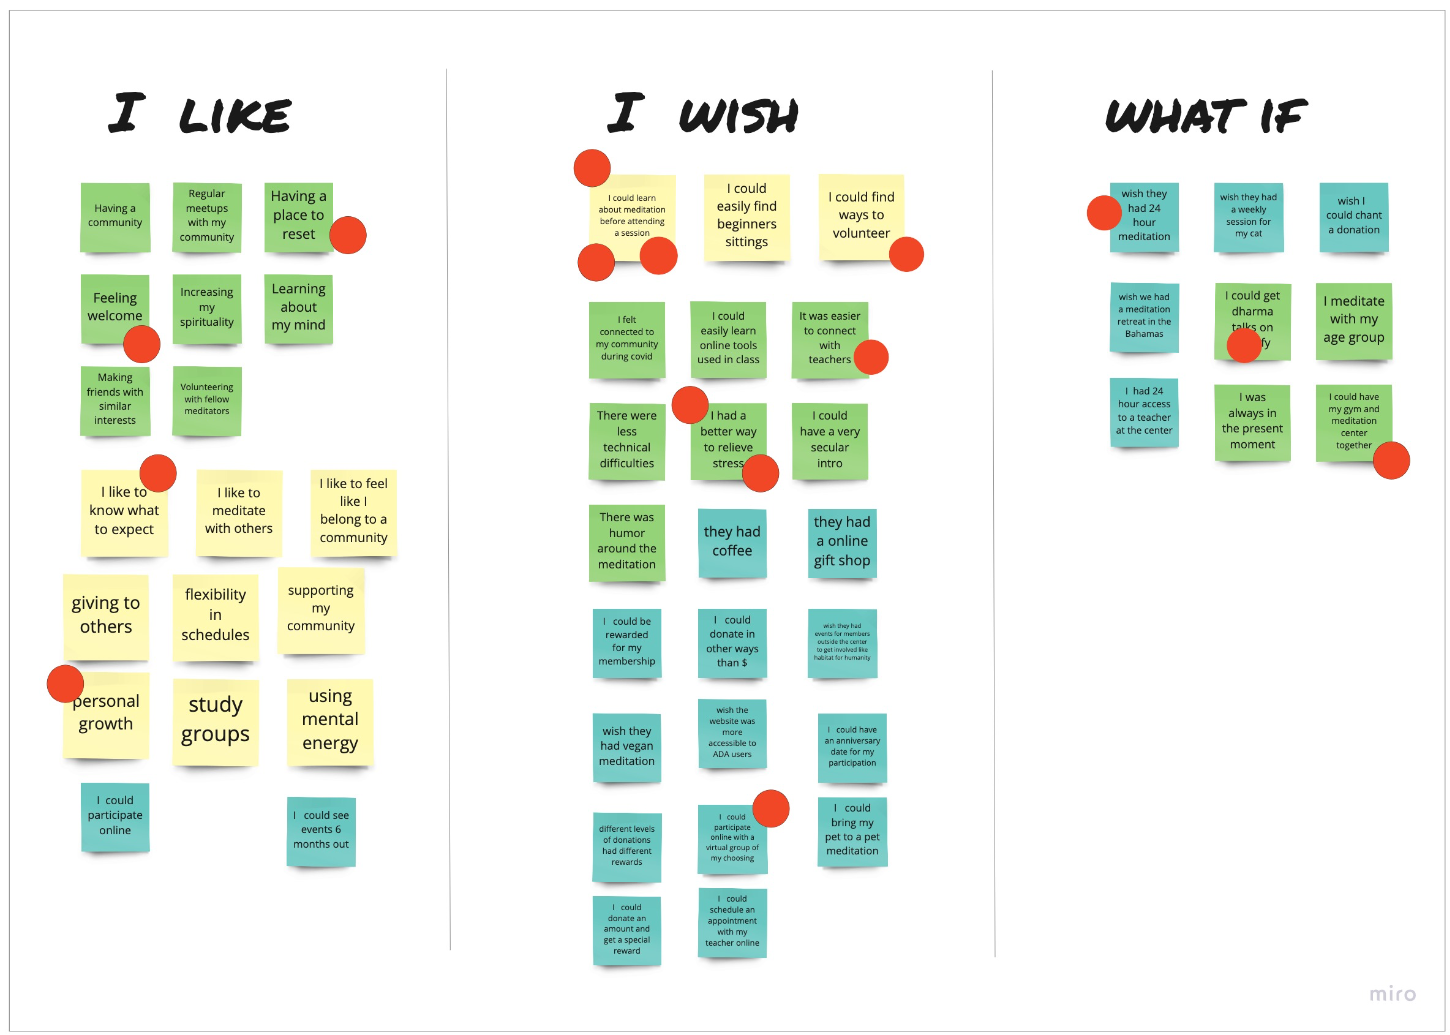 I LIKE
Having a
community
Regular
meetups
with my
community
Having a
place to
reset
Feeling
welcome
Increasing
my
spirituality
Learning
about
my mind
Making
friends with
similar
interests
Volunteering
with fellow
meditators
I like to
know what
to expect
I like to
meditate
with others
I like to feel
like I
belong to a
community
giving to
others
flexibility
in
schedules
supporting
my
community
personal
growth
study
groups
using
mental
energy
I could
participate
online
I could see
events 6
months out
I WISH
I could learn
about meditation
before attending
a session
I could
easily find
beginners
sittings
I could find
ways to
volunteer
I felt
connected to
my community
during covid
I could
easily learn
online tools
used in class
It was easier
to connect
with
teachers
There were
less
technical
difficulties
I had a
better way
to relieve
stress
I could
have a very
secular
intro
There was
humor
around the
meditation
they had
coffee
they had
a online
gift shop
I could be
rewarded
for my
membership
I could
donate in
other ways
than $
wish they had
events for members
outside the center
to get involved like
habitat for humanity
wish they
had vegan
meditation
wish the
website was
more
accessible to
ADA users
I could have
an anniversary
date for my
participation
different levels
of donations
had different
rewards
I could
participate
online with a
virtual group of
my choosing
I could
bring my
pet to a pet
meditation
I could
donate an
amount and
get a special
reward
I could
schedule an
appointment
with my
teacher online
WHAT IF
wish they
had 24
hour
meditation
wish they had
a weekly
session for
my cat
wish I
could chant
a donation
wish we had
a meditation
retreat in the
Bahamas
I could get
dharma
talks on
fy
I meditate
with my
age group
I had 24
hour access
to a teacher
at the center
I was
always in
the present
moment
I could have
my gym and
meditation
center
together
miro